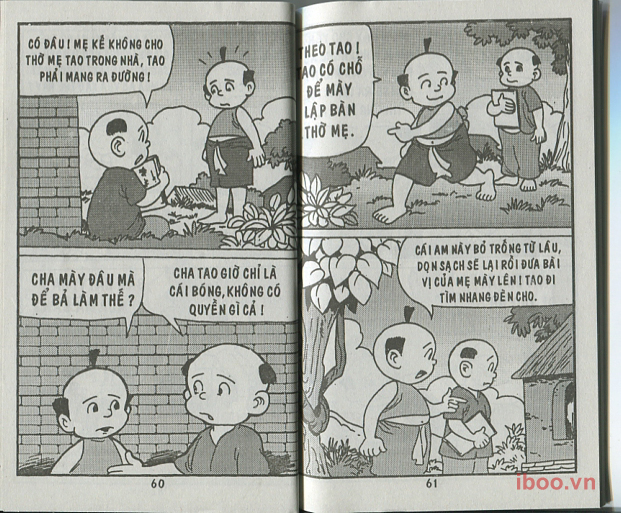 CÓ ĐÂU! MẸ KẾ KHÔNG CHO
THỜ MẸ TAO TRONG NHÀ, TAO
PHẢI MANG RA ĐƯỜNG!
CHA MÀY ĐÂU MÀ
ĐỂ BẢ LÀM THẾ?
CHA TAO GIỜ CHỈ LÀ
CÁI BÓNG, KHÔNG CÓ
QUYỀN GÌ CẢ!
60
THEO TAO!
TAO CÓ CHỖ
ĐỂ MÀY
LẬP BÀN
THỜ MẸ.
CÁI AM NÀY BỎ TRỐNG TỪ LÂU,
DỌN SẠCH SẼ LẠI RỒI ĐƯA BÀI
VỊ CỦA MẸ MÀY LÊN! TAO ĐI
TÌM NHANG ĐÈN CHO.
61
iboo.vn